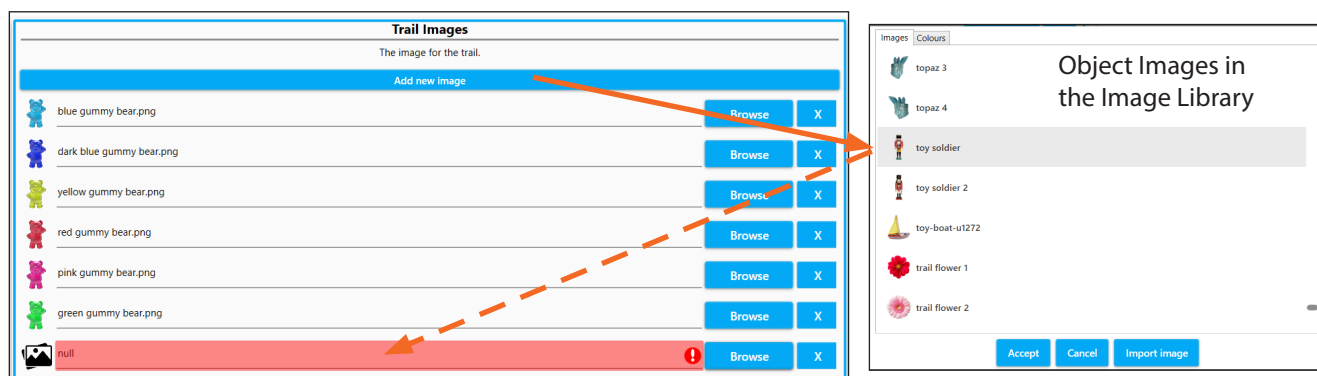 Trail Images
The image for the trail.
Add new image
blue gummy bear.png
Browse
X
dark blue gummy bear.png
Browse
X
yellow gummy bear.png
Browse
X
red gummy bear.png
Browse
X
pink gummy bear.png
Browse
X
green gummy bear.png
Browse
X
null
Browse
X
Images
Colours
Object Images in
the Image Library
topaz 3
topaz 4
toy soldier
toy soldier 2
toy-boat-u1272
trail flower 1
trail flower 2
Accept
Cancel
Import image